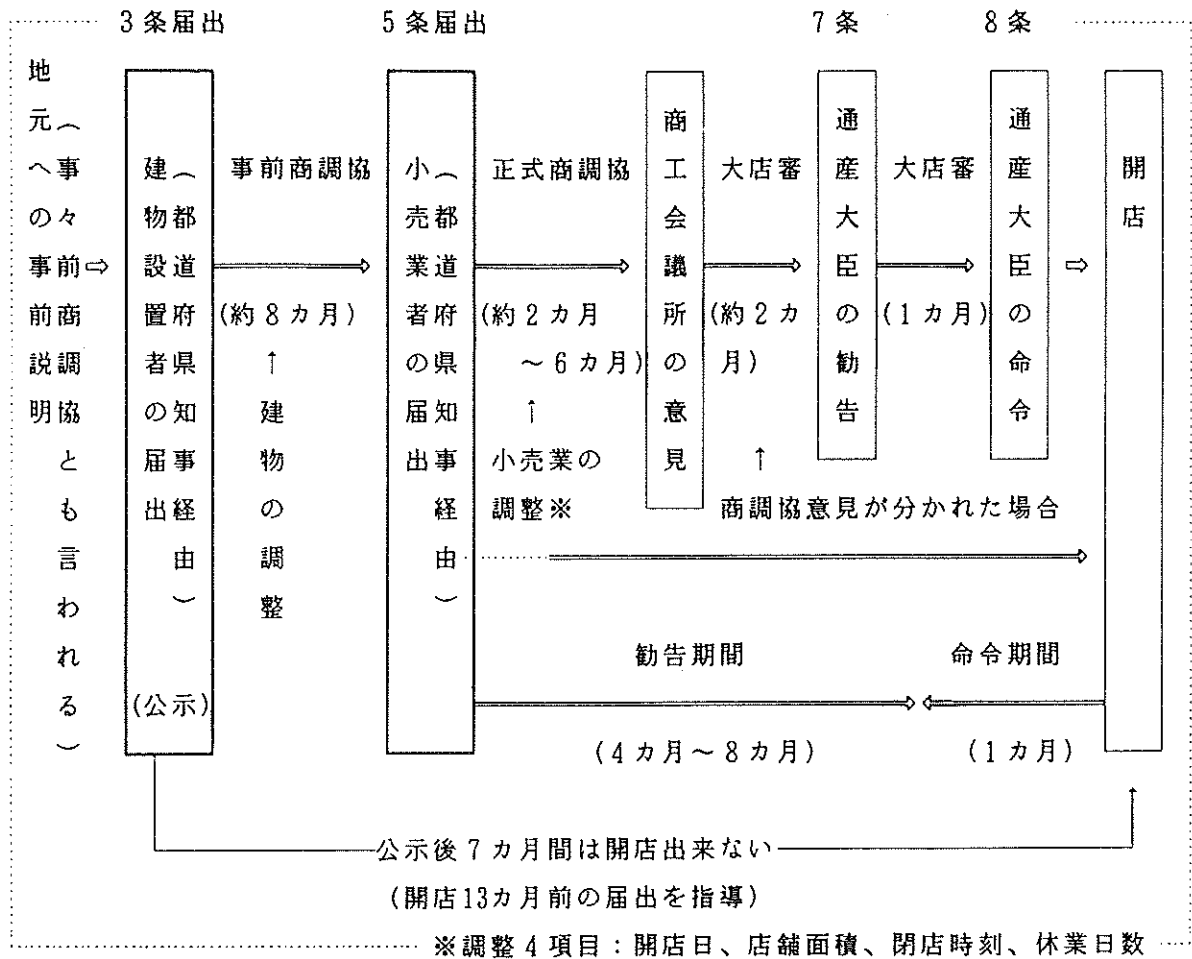 3条届出
5条届出
7条
8条
地元への事前説明
（事々前商調協とも言われる）
⇨
建物設置者の届出
（都道府県知事経由）
(公示)
事前商調協
(約8カ月)
↑
建物の調整
小売業者の届出
（都道府県知事経由）
正式商調協
(約2カ月
～6カ月)
↑
小売業の
調整※
商工会議所の意見
大店審
(約2カ
月)
↑
商調協意見が分かれた場合
通産大臣の勧告
大店審
(1カ月)
通産大臣の命令
⇨
開店
勧告期間
(4カ月～8カ月)
命令期間
(1カ月)
公示後7カ月間は開店出来ない
(開店13カ月前の届出を指導)
※調整4項目：開店日、店舗面積、閉店時刻、休業日数